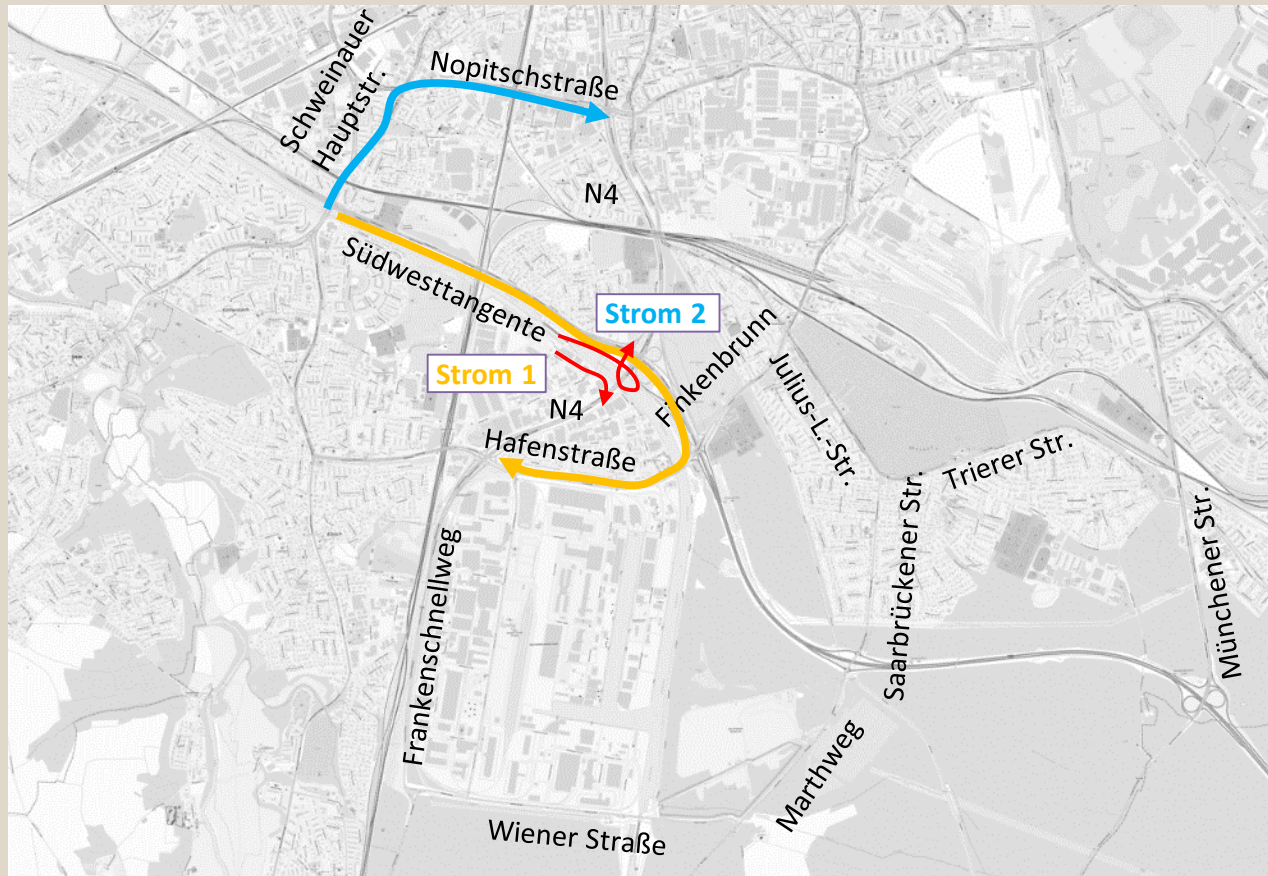 Schweinauer
Hauptstr.
Nopitschstraße
N4
Südwesttangente
Strom 2
Strom 1
N4
Finkenbrunn
Julius-L.-Str.
Hafenstraße
Trierer Str.
Saarbrückener Str.
Münchener Str.
Frankenschnellweg
Marthweg
Wiener Straße